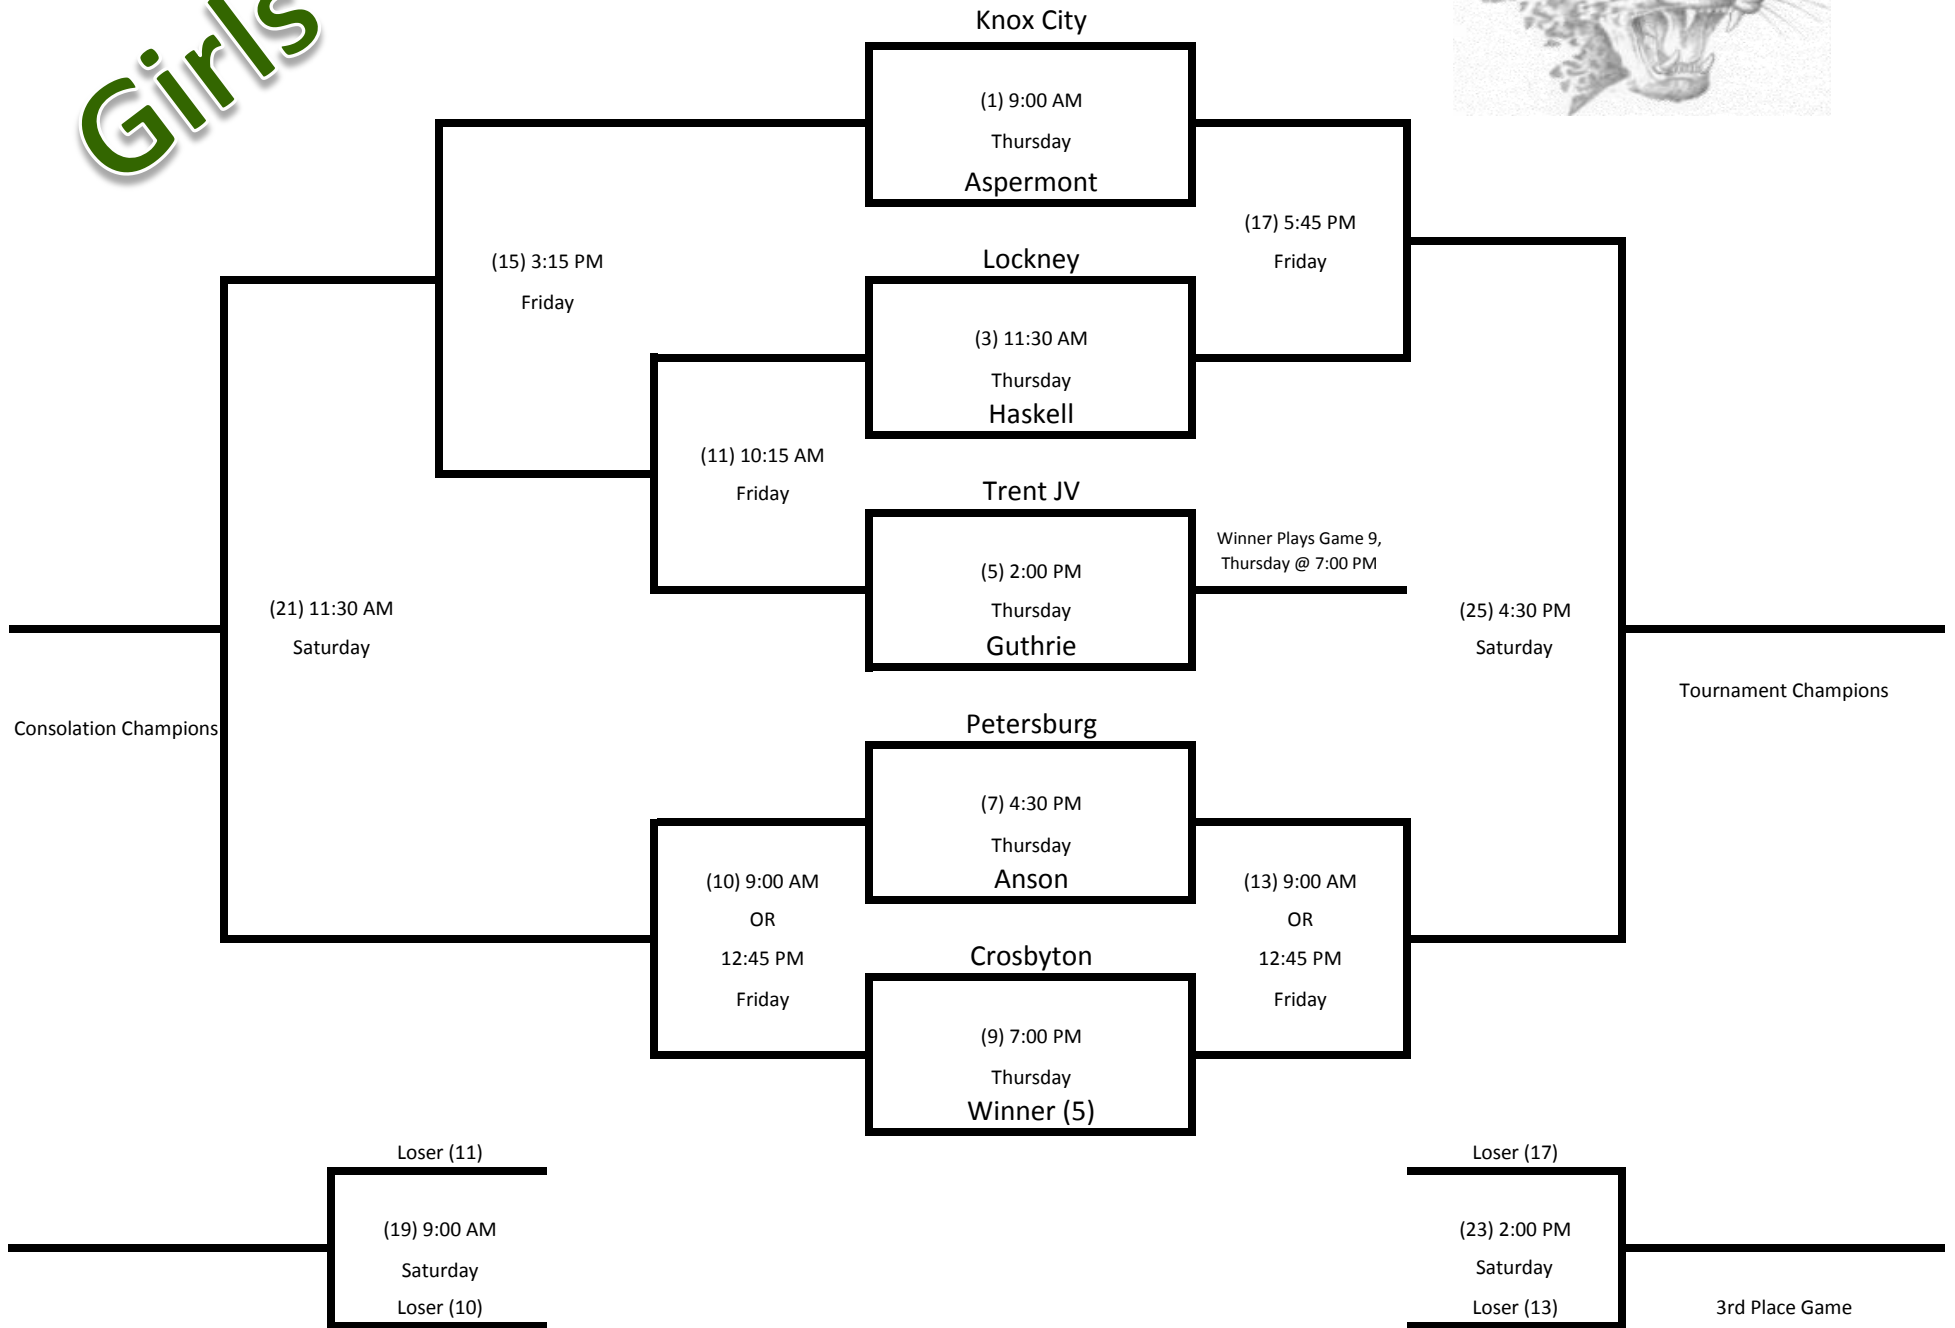 Girls
Knox City
(1) 9:00 AM
Thursday
Aspermont
(17) 5:45 PM
Friday
(15) 3:15 PM
Friday
Lockney
(3) 11:30 AM
Thursday
Haskell
(11) 10:15 AM
Friday
Trent JV
Winner Plays Game 9,
Thursday @ 7:00 PM
(5) 2:00 PM
Thursday
Guthrie
(21) 11:30 AM
Saturday
(25) 4:30 PM
Saturday
Tournament Champions
Consolation Champions
Petersburg
(7) 4:30 PM
Thursday
Anson
(10) 9:00 AM
OR
12:45 PM
Friday
(13) 9:00 AM
OR
12:45 PM
Friday
Crosbyton
(9) 7:00 PM
Thursday
Winner (5)
Loser (11)
(19) 9:00 AM
Saturday
Loser (10)
Loser (17)
(23) 2:00 PM
Saturday
Loser (13)
3rd Place Game